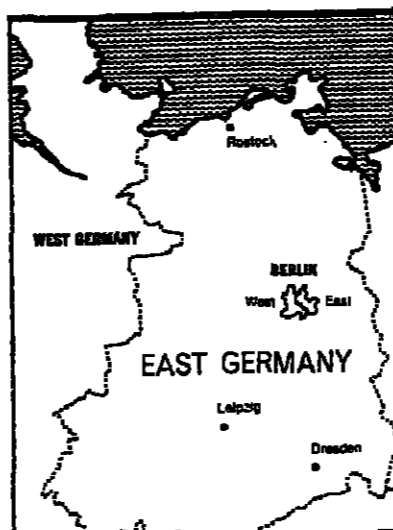 Rostock
WEST GERMANY
BERLIN
West East
EAST GERMANY
Leipzig
Dresden